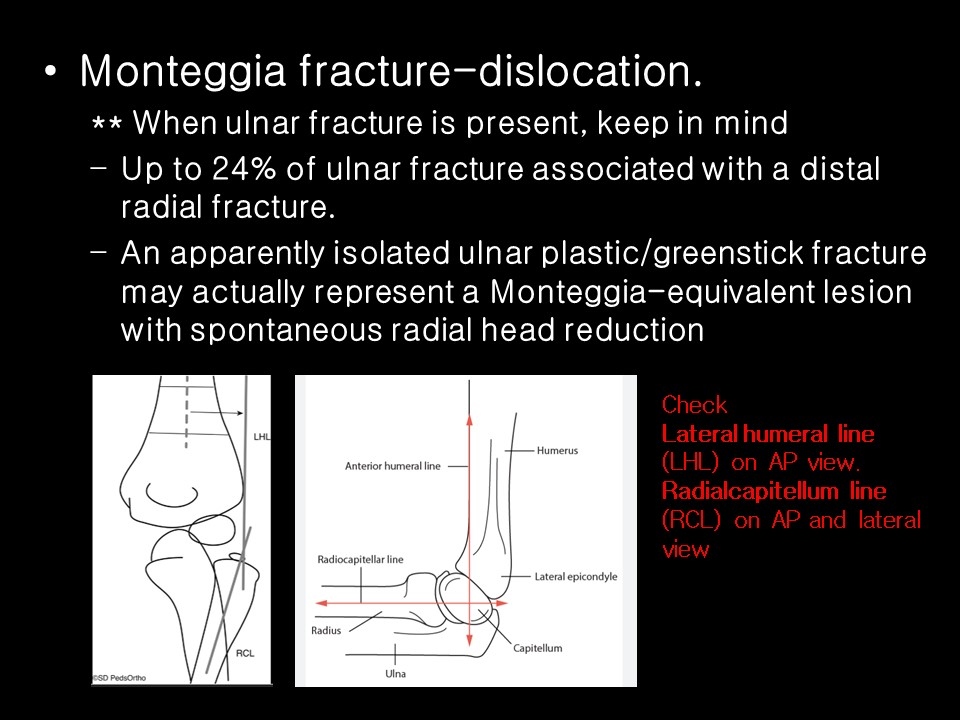 • Monteggia fracture-dislocation.
** When ulnar fracture is present, keep in mind
– Up to 24% of ulnar fracture associated with a distal
radial fracture.
– An apparently isolated ulnar plastic/greenstick fracture
may actually represent a Monteggia-equivalent lesion
with spontaneous radial head reduction
LHL
RCL
©SD PedsOrtho
Anterior humeral line
Humerus
Radiocapitellar line
Lateral epicondyle
Radius
Capitellum
Ulna
Check
Lateral humeral line
(LHL) on AP view.
Radialcapitellum line
(RCL) on AP and lateral
view